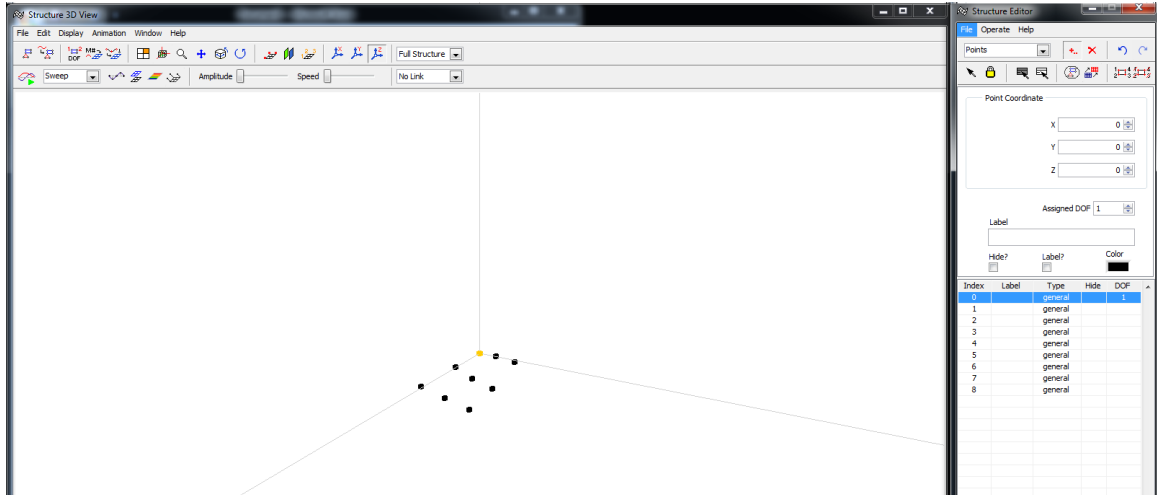 Structure 3D View
File Edit Display Animation Window Help
DOF
Full Structure
Sweep
Amplitude
Speed
No Link
Structure Editor
File Operate Help
Points
Point Coordinate
X 0
Y 0
Z 0
Assigned DOF 1
Label
Hide?
Label?
Color
Index Label Type Hide DOF
0 general 1
1 general
2 general
3 general
4 general
5 general
6 general
7 general
8 general